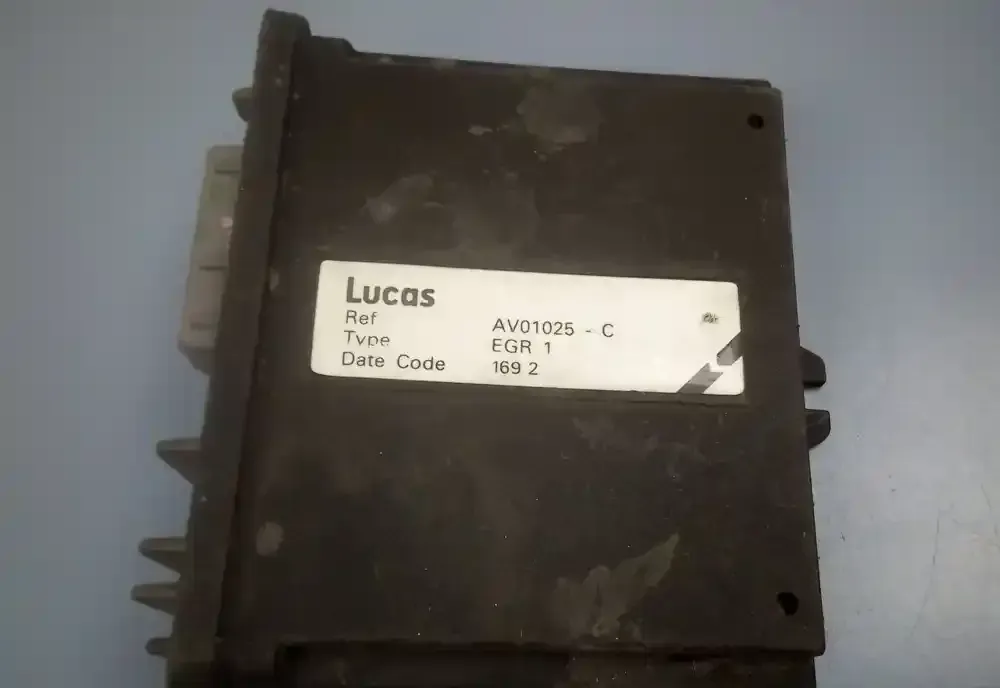 Lucas
Ref AV01025 - C
Type EGR 1
Date Code 169 2